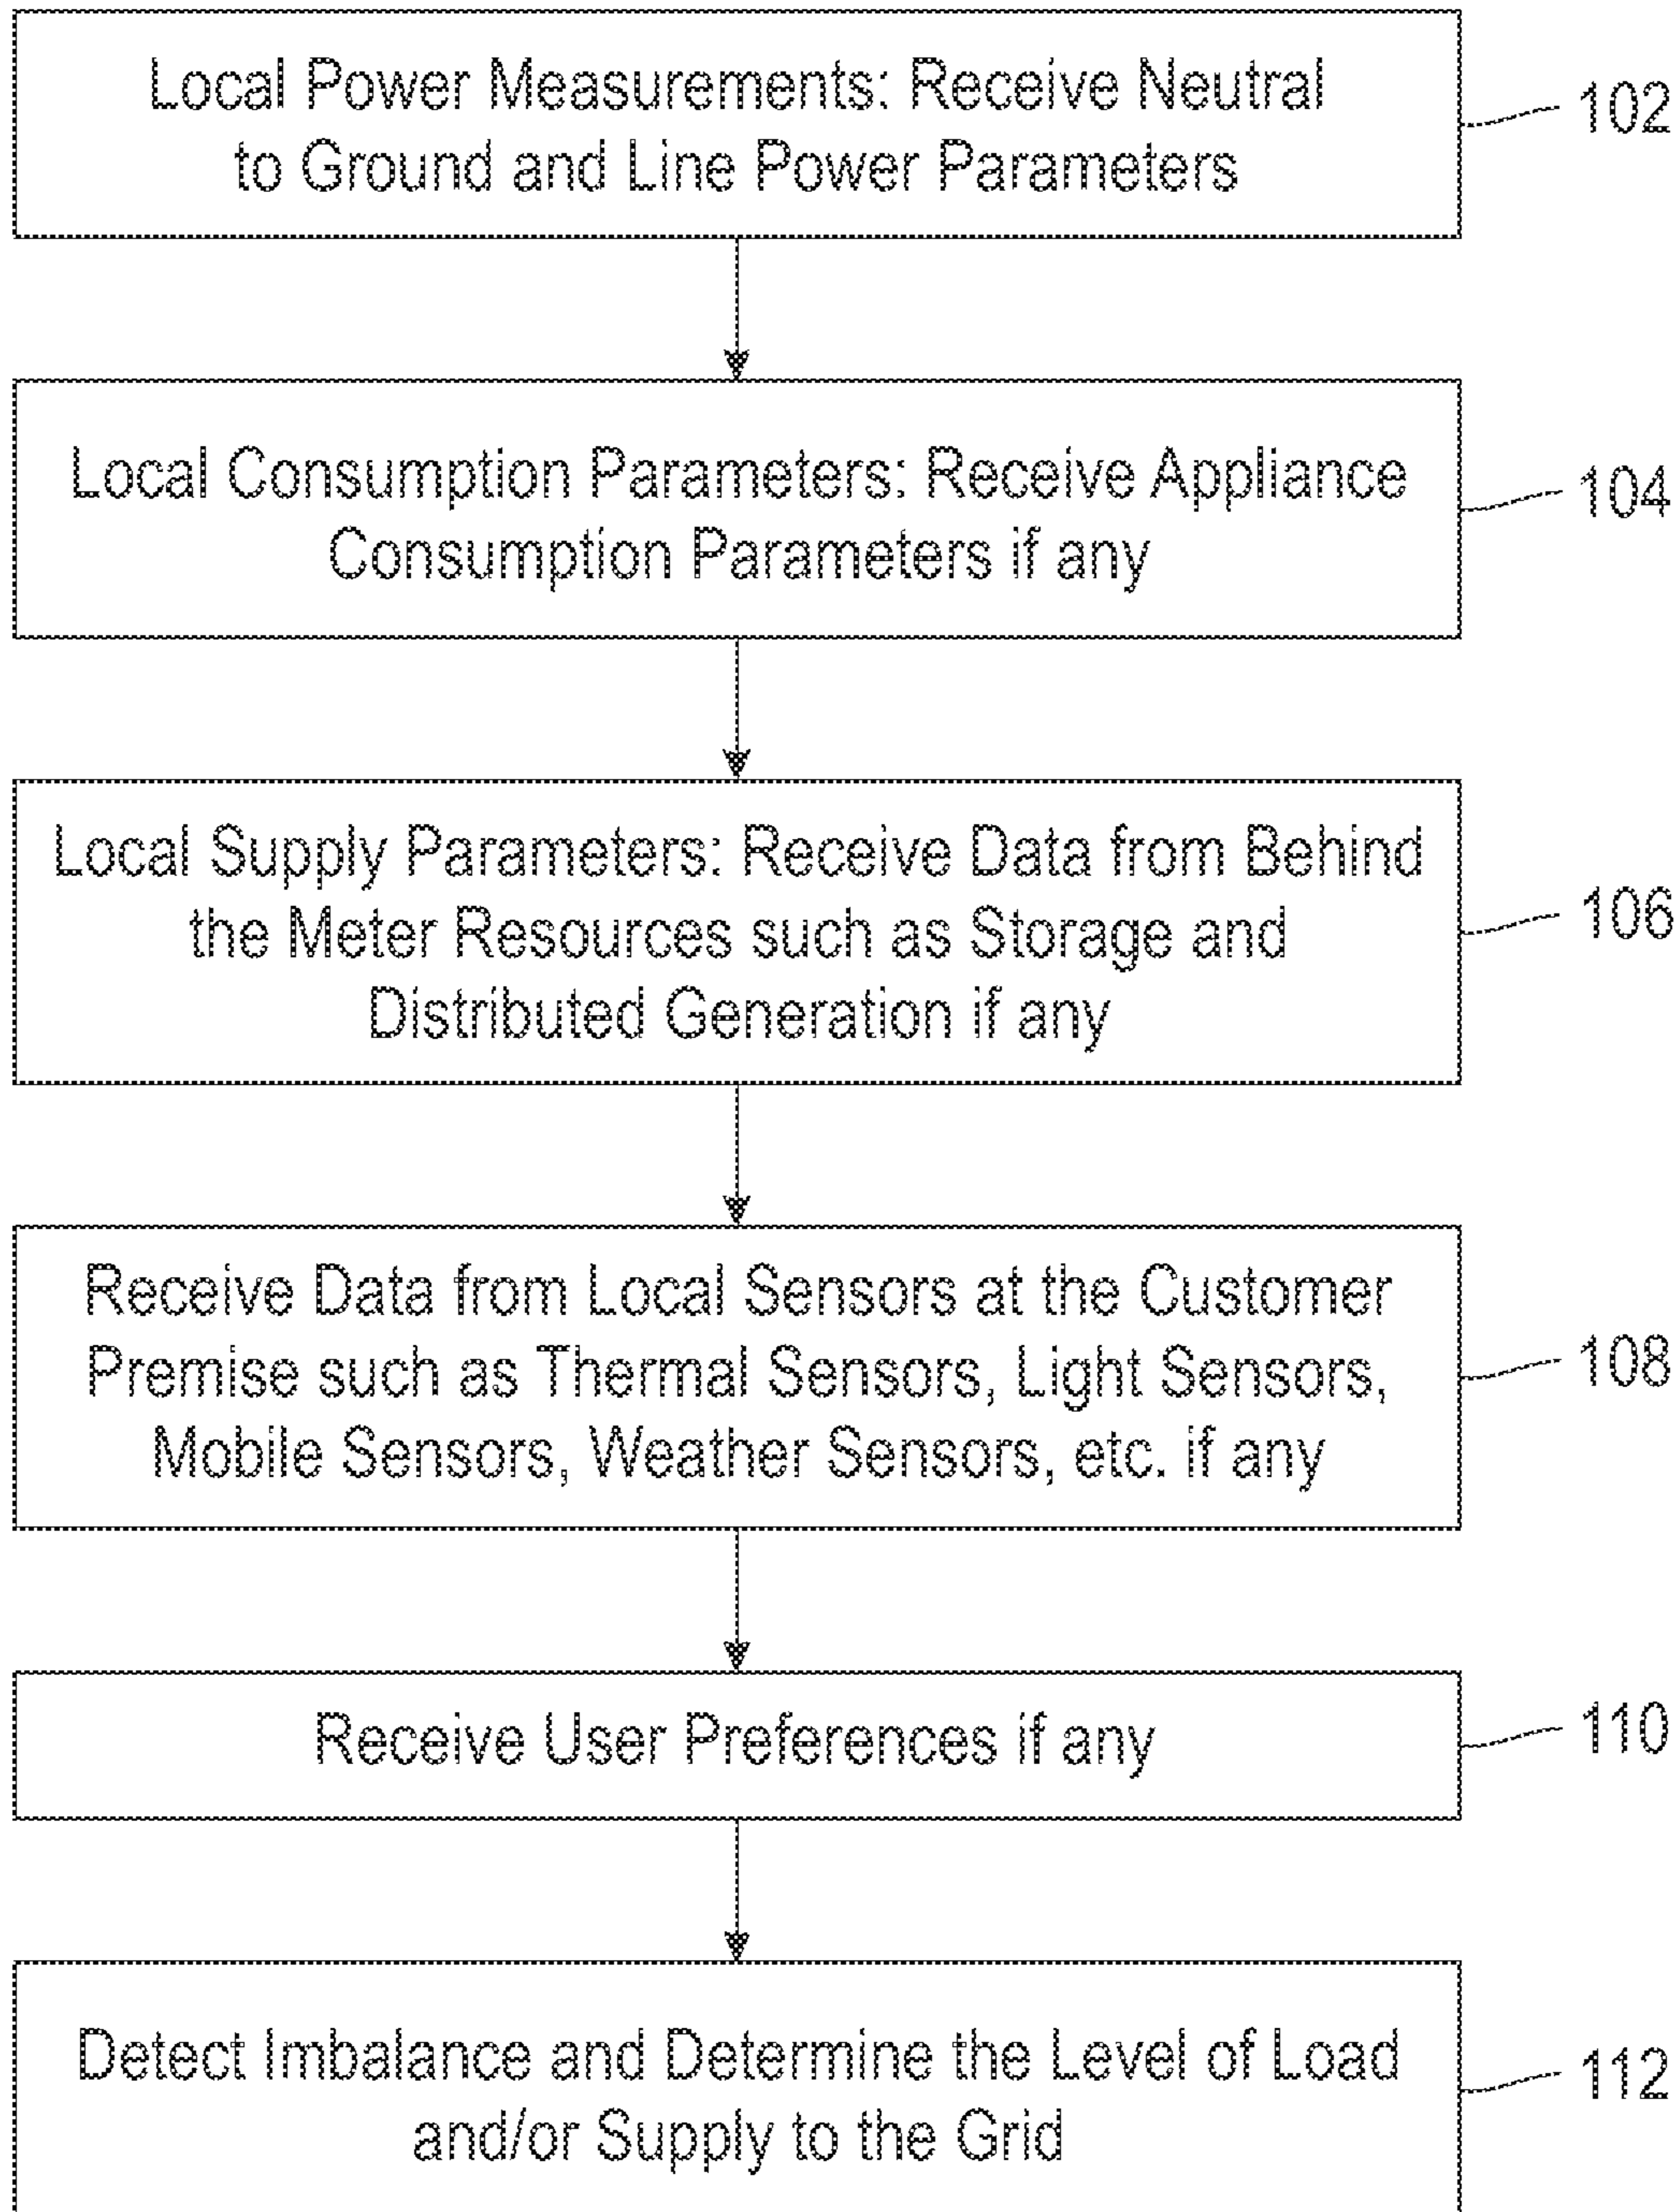 Local Power Measurements: Receive Neutral
to Ground and Line Power Parameters
102
Local Consumption Parameters: Receive Appliance
Consumption Parameters if any
104
Local Supply Parameters: Receive Data from Behind
the Meter Resources such as Storage and
Distributed Generation if any
106
Receive Data from Local Sensors at the Customer
Premise such as Thermal Sensors, Light Sensors,
Mobile Sensors, Weather Sensors, etc. if any
108
Receive User Preferences if any
110
Detect Imbalance and Determine the Level of Load
and/or Supply to the Grid
112